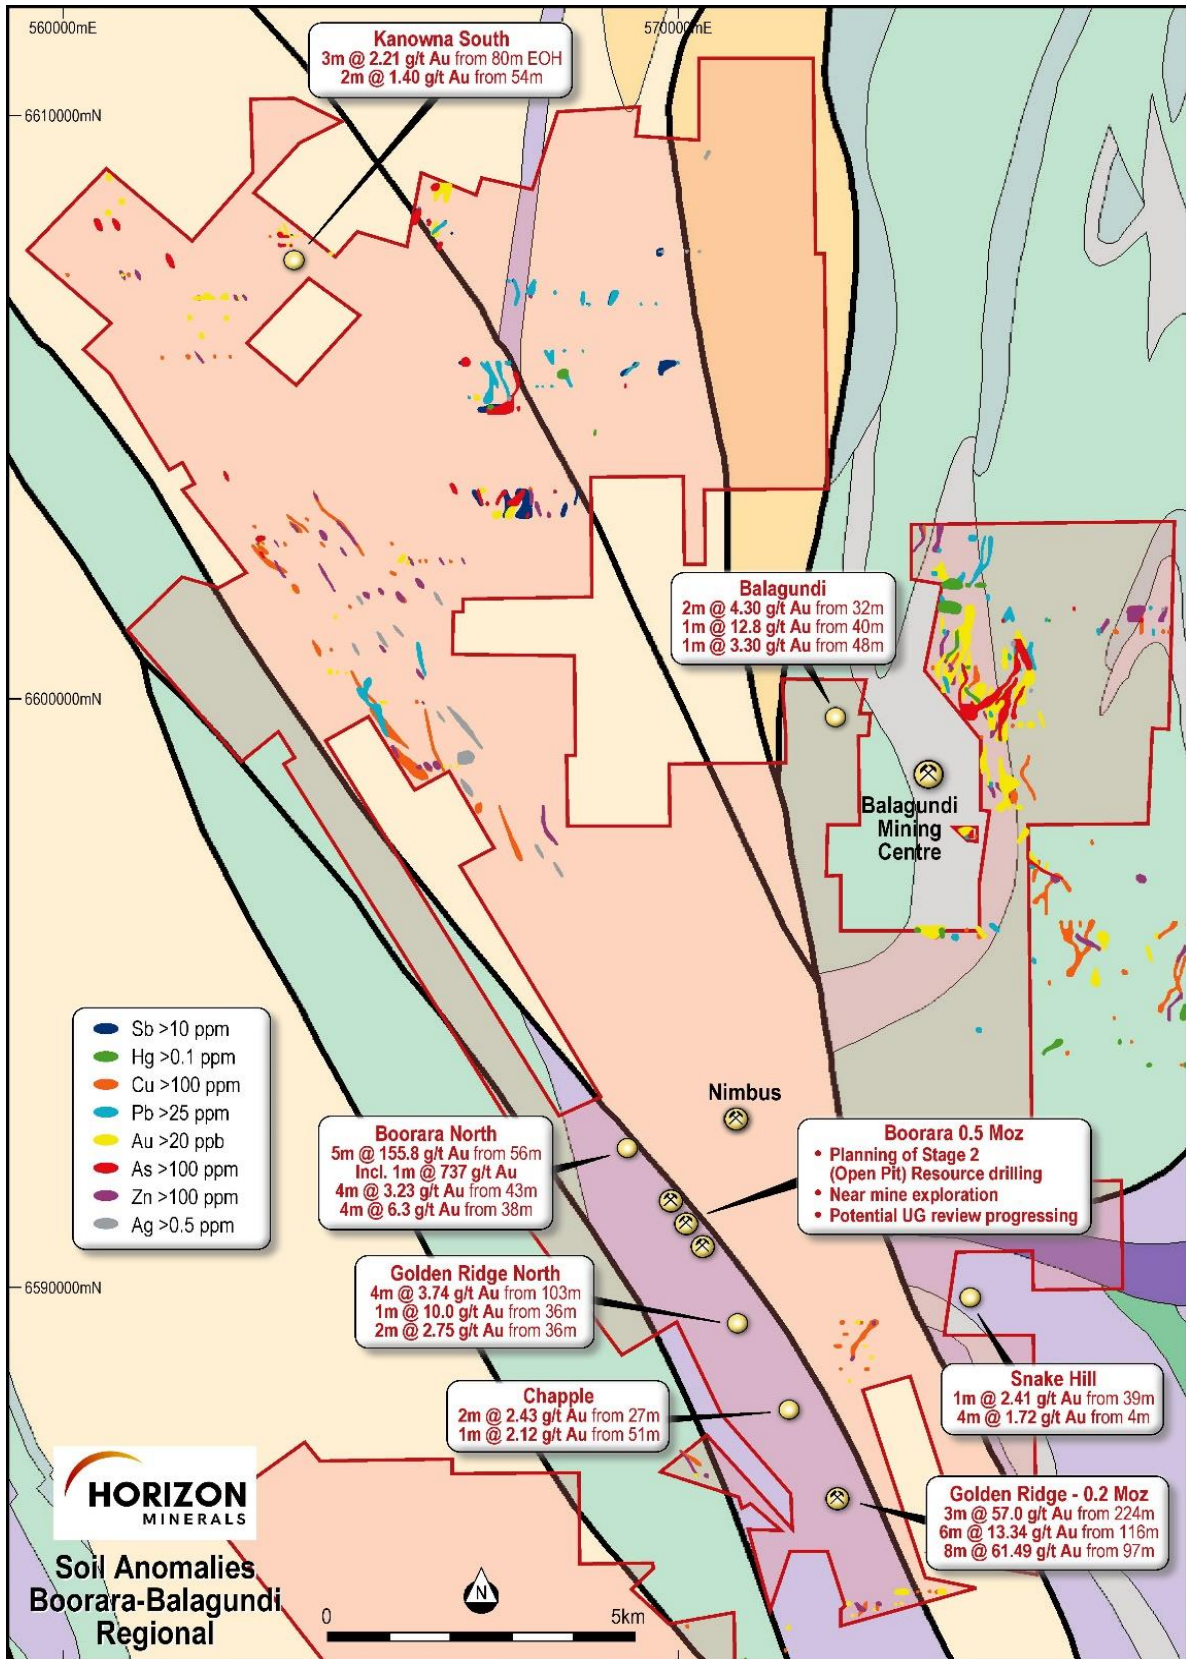 560000mE
570000mE
Kanowna South
3m @ 2.21 g/t Au from 80m EOH
2m @ 1.40 g/t Au from 54m
6610000mN
Balagundi
2m @ 4.30 g/t Au from 32m
1m @ 12.8 g/t Au from 40m
1m @ 3.30 g/t Au from 48m
6600000mN
Balagundi
Mining
Centre
Sb >10 ppm
Hg >0.1 ppm
Cu >100 ppm
Pb >25 ppm
Au >20 ppb
As >100 ppm
Zn >100 ppm
Ag >0.5 ppm
Nimbus
Boorara North
5m @ 155.8 g/t Au from 56m
Incl. 1m @ 737 g/t Au
4m @ 3.23 g/t Au from 43m
4m @ 6.3 g/t Au from 38m
Boorara 0.5 Moz
• Planning of Stage 2
(Open Pit) Resource drilling
• Near mine exploration
• Potential UG review progressing
6590000mN
Golden Ridge North
4m @ 3.74 g/t Au from 103m
1m @ 10.0 g/t Au from 36m
2m @ 2.75 g/t Au from 36m
Chapple
2m @ 2.43 g/t Au from 27m
1m @ 2.12 g/t Au from 51m
Snake Hill
1m @ 2.41 g/t Au from 39m
4m @ 1.72 g/t Au from 4m
Golden Ridge - 0.2 Moz
3m @ 57.0 g/t Au from 224m
6m @ 13.34 g/t Au from 116m
8m @ 61.49 g/t Au from 97m
HORIZON
MINERALS
Soil Anomalies
Boorara-Balagundi
Regional
N
0
5km